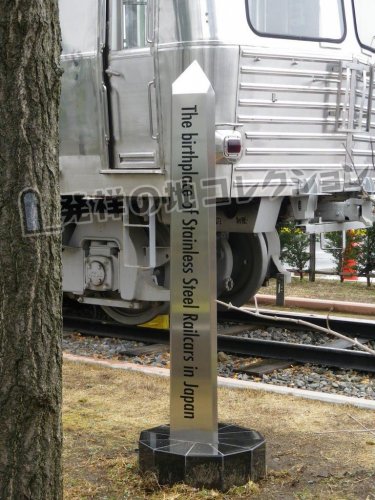 発祥の地コレクション
The birthplace of Stainless Steel Railcars in Japan